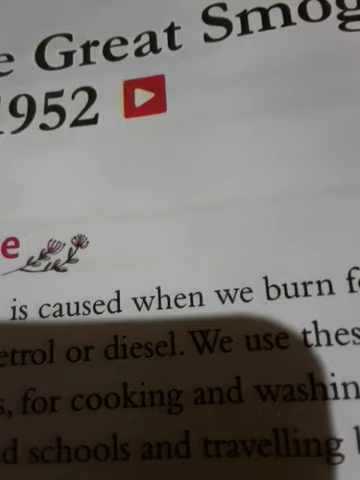 e Great Smog
1952
e
is caused when we burn f
etrol or diesel. We use thes
s, for cooking and washin
d schools and travelling